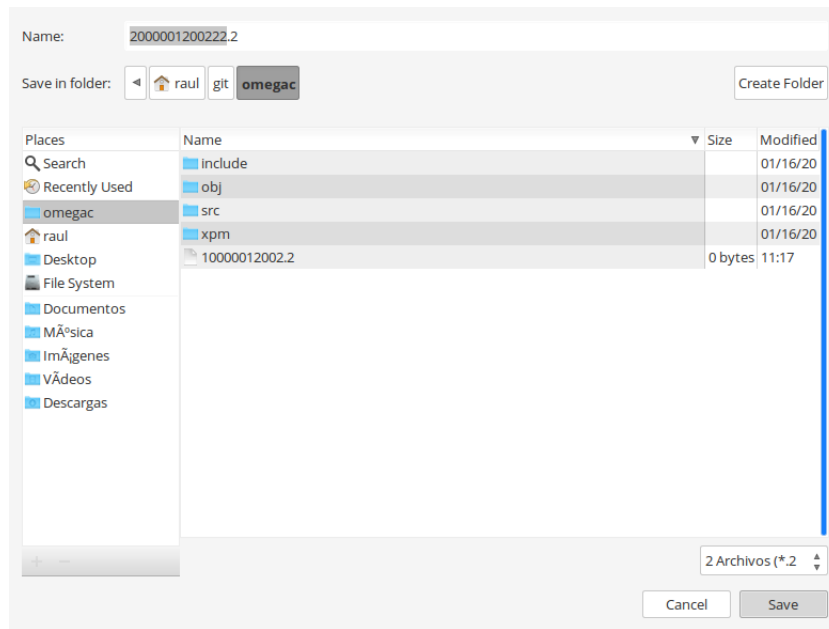 Name: 2000001200222.2
Save in folder: raul git omegac Create Folder
Places
Search
Recently Used
omegac
raul
Desktop
File System
Documentos
MÃºsica
ImÃ¡genes
VÃ­deos
Descargas
Name Size Modified
include 01/16/20
obj 01/16/20
src 01/16/20
xpm 01/16/20
10000012002.2 0 bytes 11:17
2 Archivos (*.2
Cancel Save